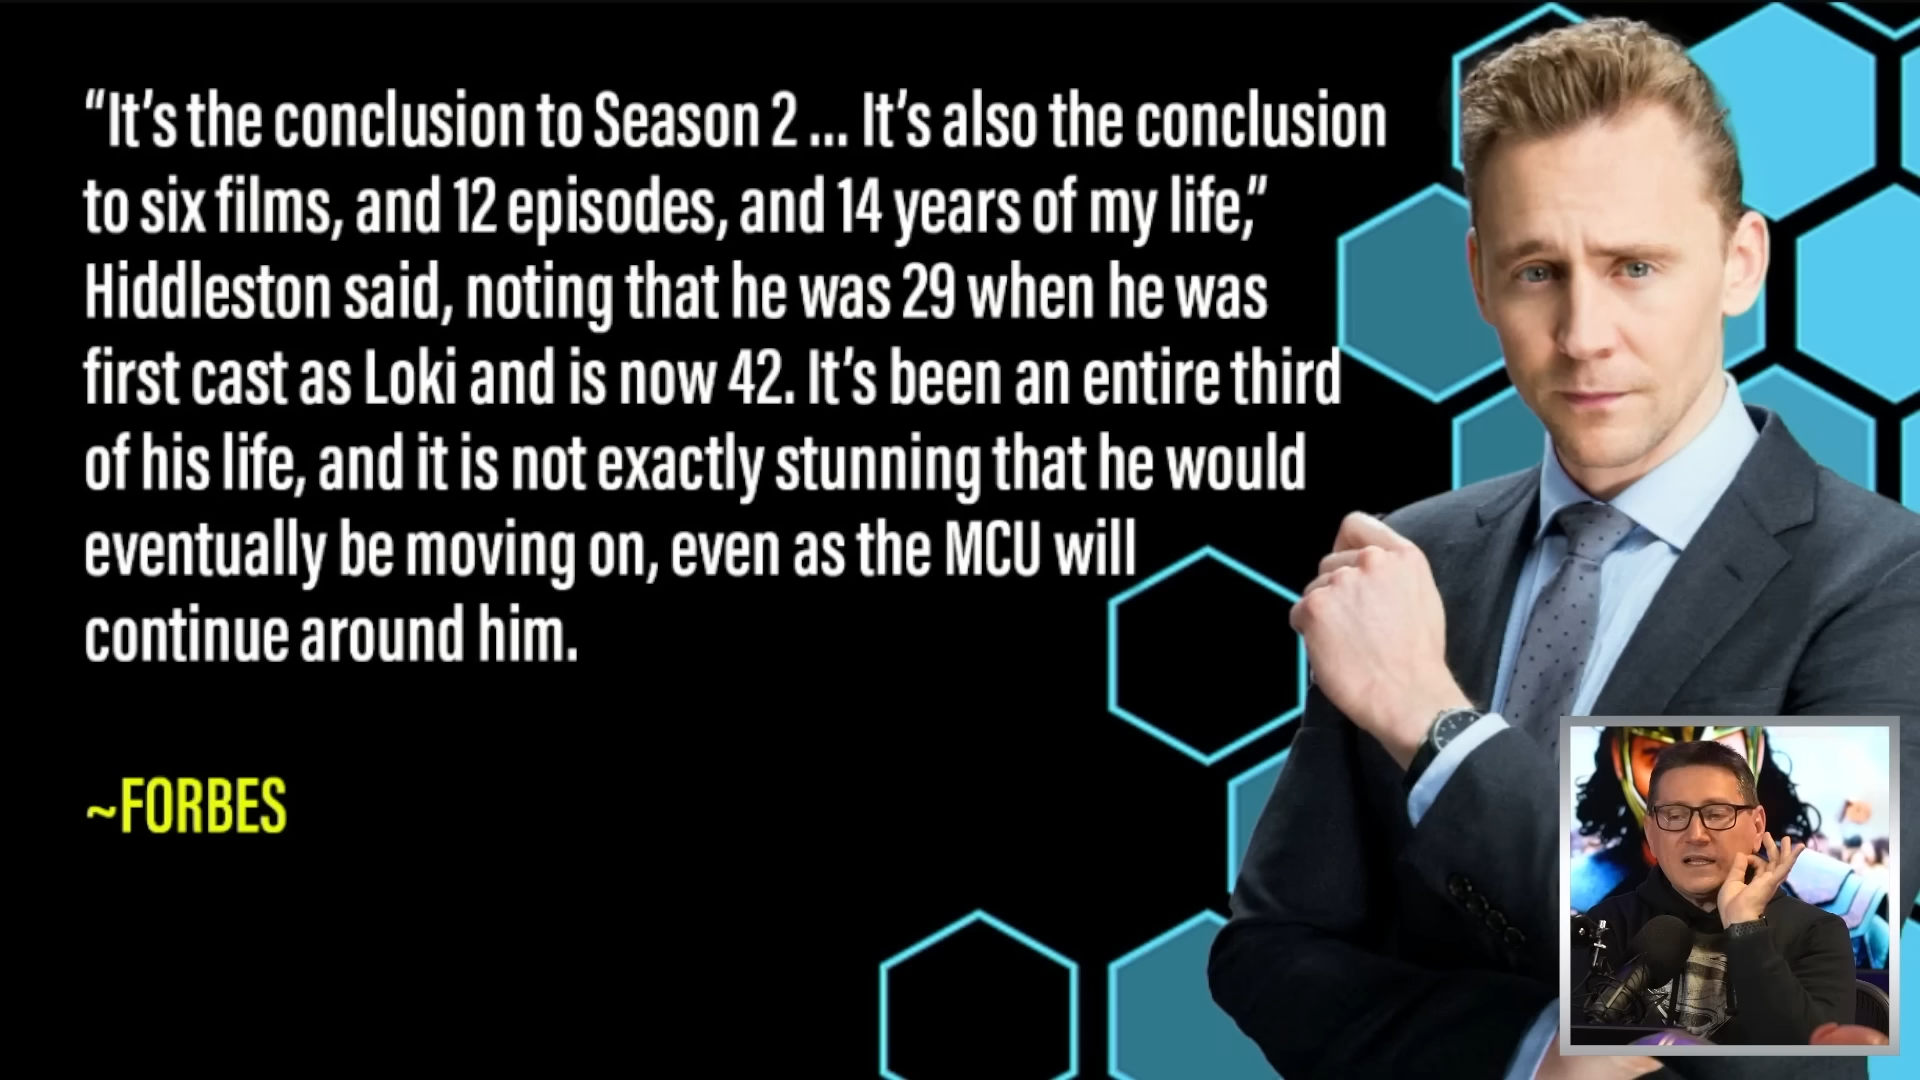 “It’s the conclusion to Season 2 ... It’s also the conclusion
to six films, and 12 episodes, and 14 years of my life,”
Hiddleston said, noting that he was 29 when he was
first cast as Loki and is now 42. It’s been an entire third
of his life, and it is not exactly stunning that he would
eventually be moving on, even as the MCU will
continue around him.
~FORBES